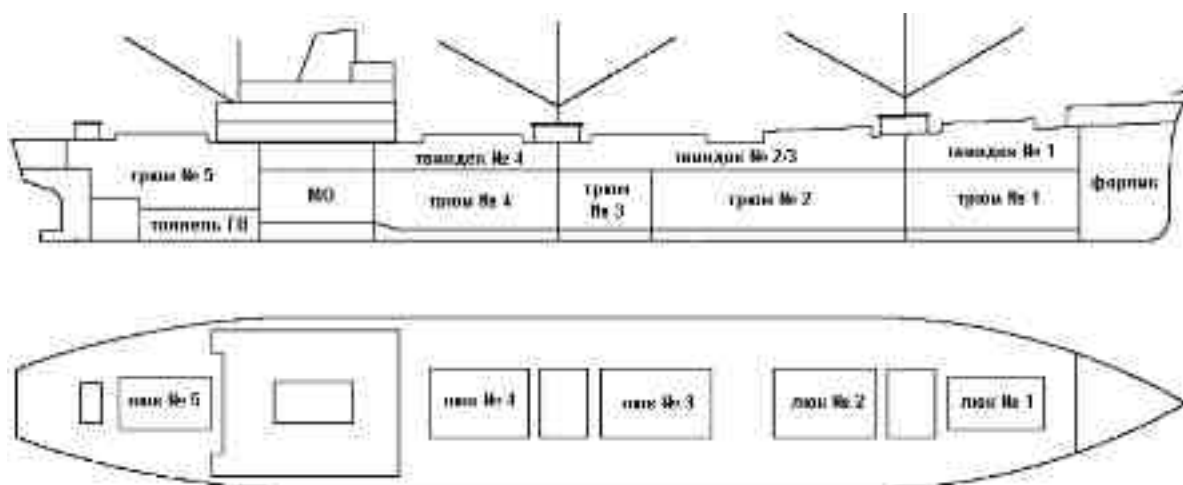 твиндек № 4
твиндек № 2/3
твиндек № 1
трюм № 5
МО
трюм № 4
трюм
№ 3
трюм № 2
трюм № 1
форпик
тоннель ГВ
люк № 5
люк № 4
люк № 3
люк № 2
люк № 1